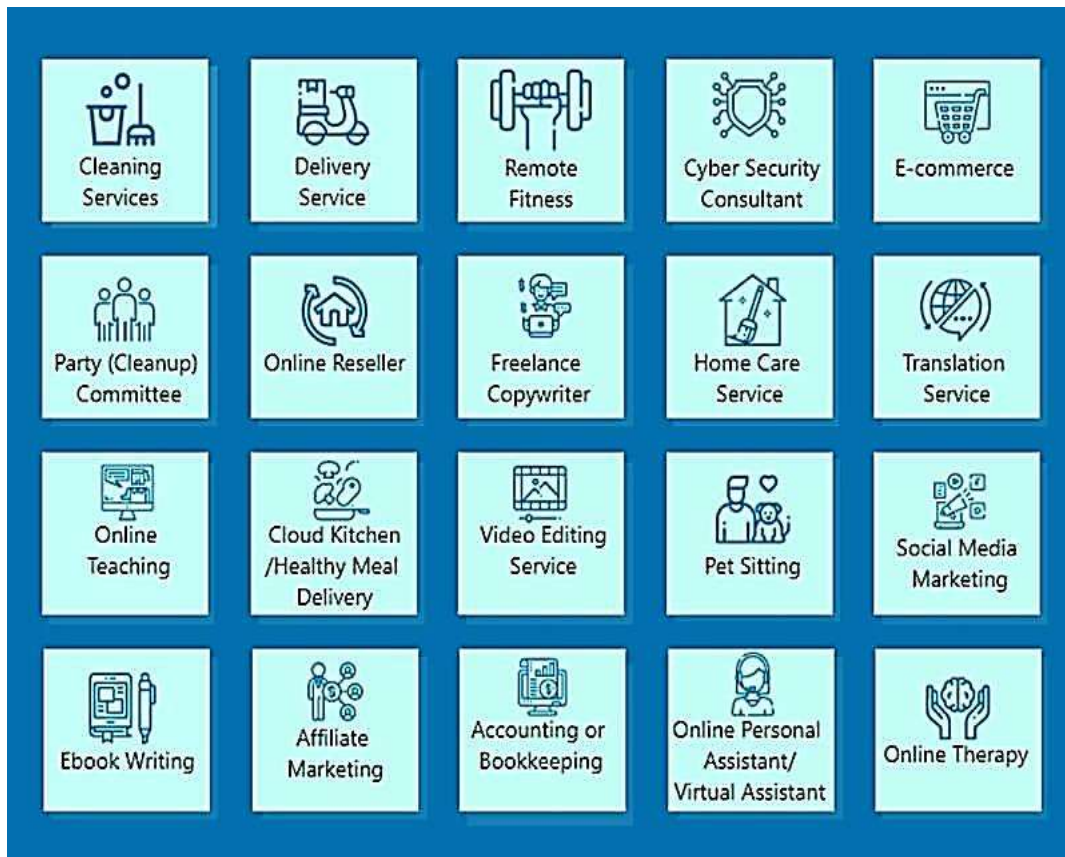 Cleaning
Services
Delivery
Service
Remote
Fitness
Cyber Security
Consultant
E-commerce
Party (Cleanup)
Committee
Online Reseller
Freelance
Copywriter
Home Care
Service
Translation
Service
Online
Teaching
Cloud Kitchen
/Healthy Meal
Delivery
Video Editing
Service
Pet Sitting
Social Media
Marketing
Ebook Writing
Affiliate
Marketing
Accounting or
Bookkeeping
Online Personal
Assistant/
Virtual Assistant
Online Therapy